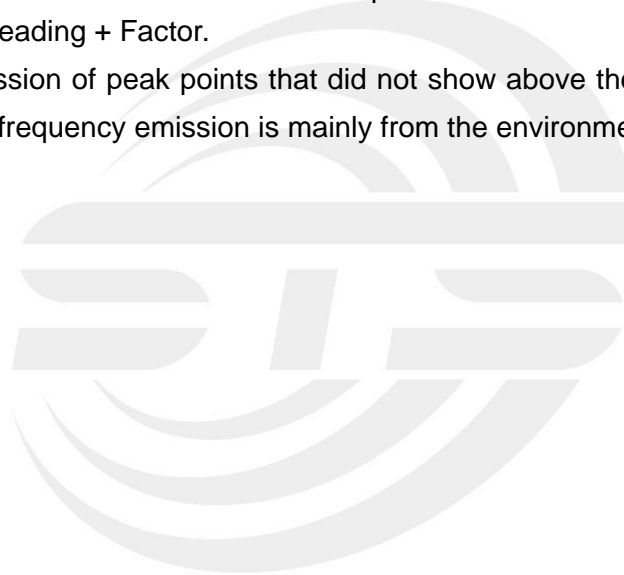 eading + Factor.
ssion of peak points that did not show above the
frequency emission is mainly from the environme
STS